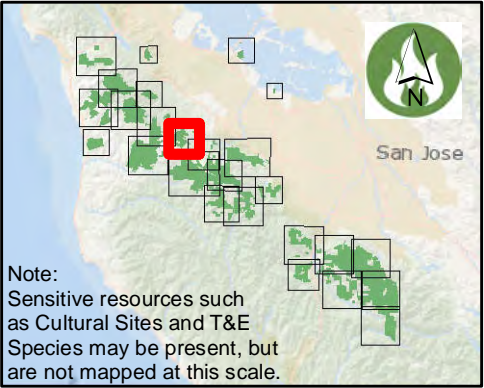 N
San Jose
Note:
Sensitive resources such
as Cultural Sites and T&E
Species may be present, but
are not mapped at this scale.